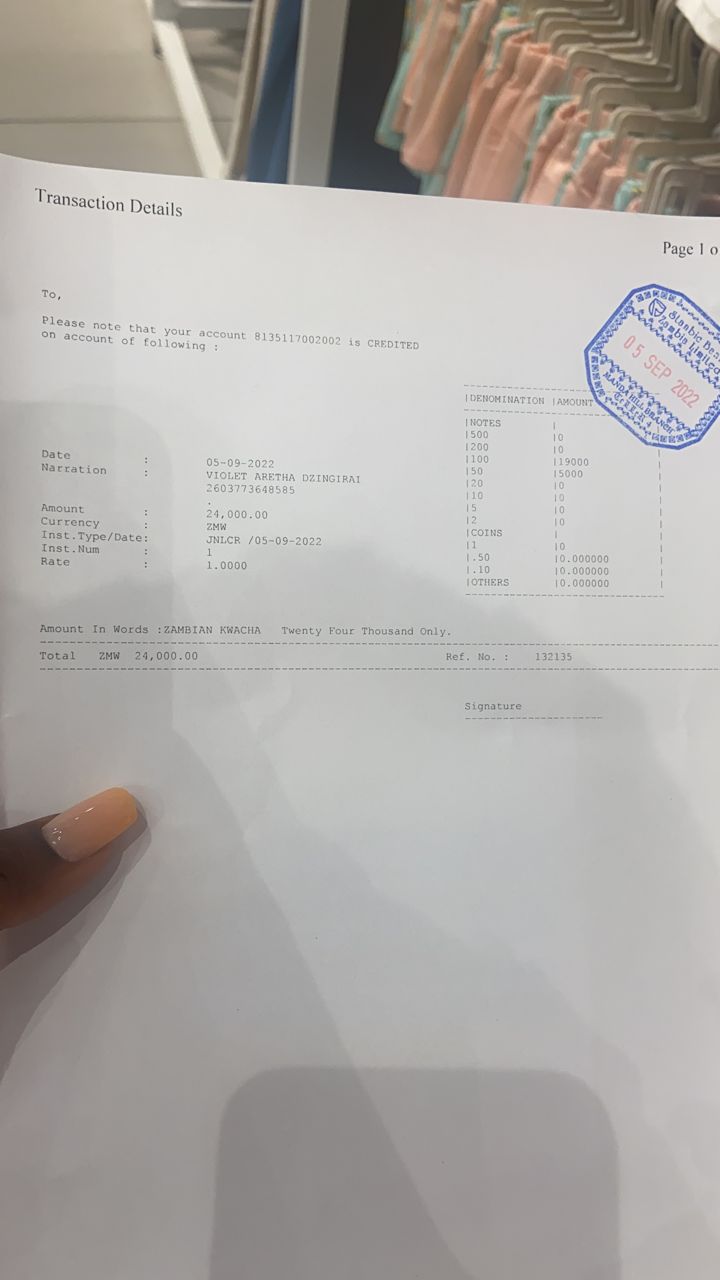 Transaction Details
Page 1 o
To,
Please note that your account 8135117002002 is CREDITED
on account of following :
Date : 05-09-2022
Narration : VIOLET ARETHA DZINGIRAI
2603773648585
.
Amount : 24,000.00
Currency : ZMW
Inst.Type/Date: JNLCR /05-09-2022
Inst.Num : 1
Rate : 1.0000
|DENOMINATION |AMOUNT
|NOTES |
|500 |0
|200 |0
|100 |19000
|50 |5000
|20 |0
|10 |0
|5 |0
|2 |0
|COINS |
|1 |0
|.50 |0.000000
|.10 |0.000000
|OTHERS |0.000000
Amount In Words :ZAMBIAN KWACHA Twenty Four Thousand Only.
Total ZMW 24,000.00 Ref. No. : 132135
Signature
Stanbic
Zambia Limited
05 SEP 2022
MANDA HILL BRANCH